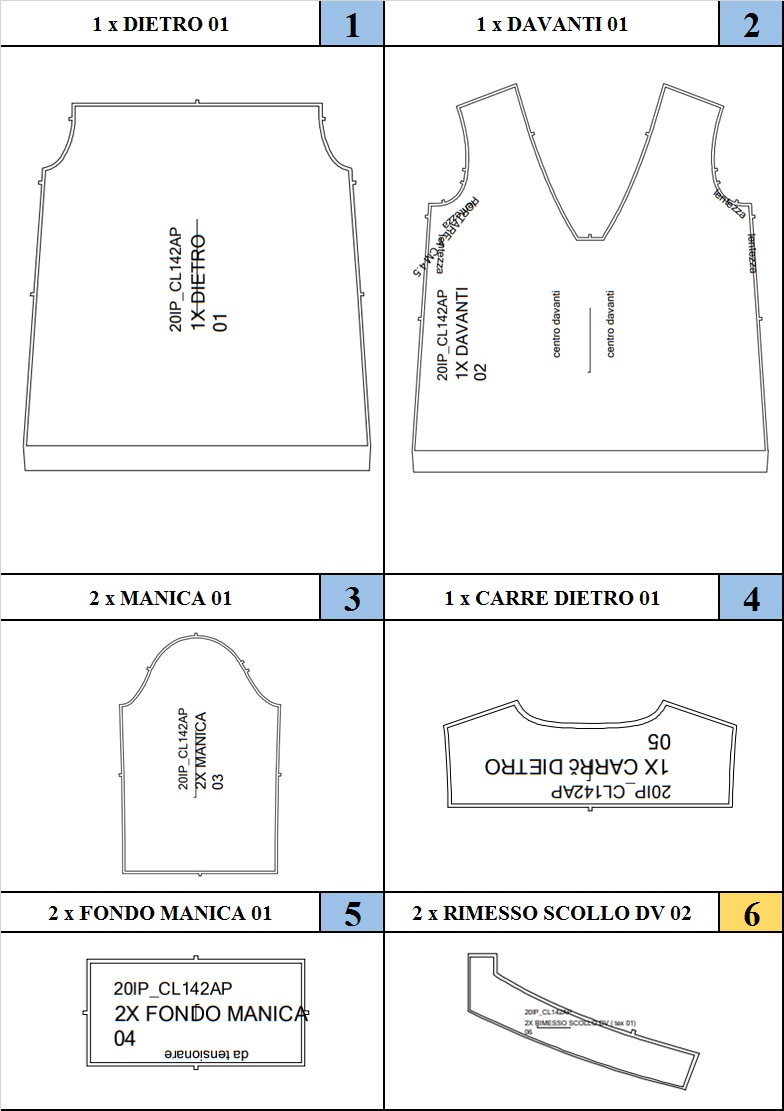 1 x DIETRO 01
1
1 x DAVANTI 01
2
20IP_CL142AP
1X DIETRO
01
PORTARE A CM 4.5
lentezza
lentezza
lentezza
lentezza
20IP_CL142AP
1X DAVANTI
02
centro davanti
centro davanti
2 x MANICA 01
3
1 x CARRE DIETRO 01
4
20IP_CL142AP
2X MANICA
03
20IP_CL142AP
1X CARRè DIETRO
05
2 x FONDO MANICA 01
5
2 x RIMESSO SCOLLO DV 02
6
20IP_CL142AP
2X FONDO MANICA
04
da tensionare
20IP_CL142AP
2X RIMESSO SCOLLO DV ( tex 01)
06